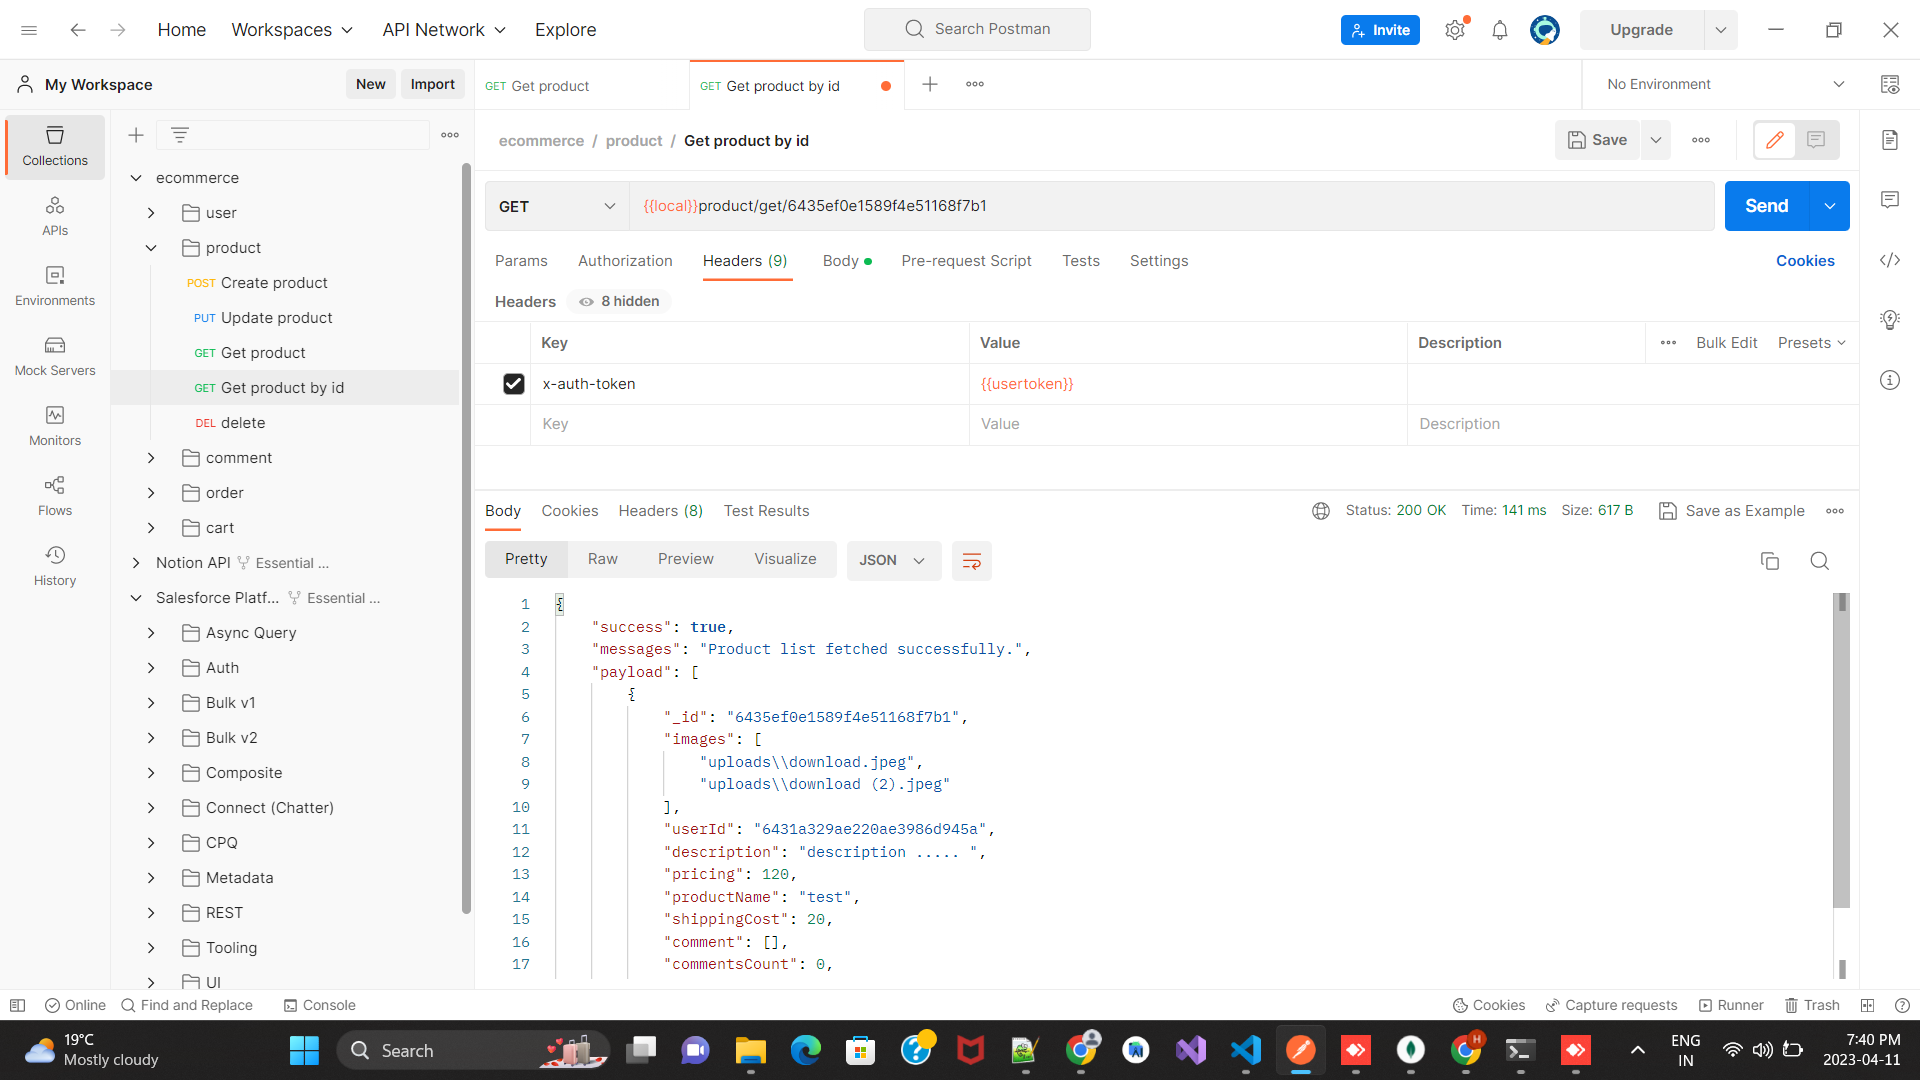 Home Workspaces API Network Explore Search Postman Invite Upgrade
My Workspace New Import GET Get product GET Get product by id No Environment
Collections
APIs
Environments
Mock Servers
Monitors
Flows
History
ecommerce
user
product
POST Create product
PUT Update product
GET Get product
GET Get product by id
DEL delete
comment
order
cart
Notion API Essential ...
Salesforce Platf... Essential ...
Async Query
Auth
Bulk v1
Bulk v2
Composite
Connect (Chatter)
CPQ
Metadata
REST
Tooling
UI
ecommerce / product / Get product by id Save
GET {{local}}product/get/6435ef0e1589f4e51168f7b1 Send
Params Authorization Headers (9) Body Pre-request Script Tests Settings Cookies
Headers 8 hidden
Key Value Description Bulk Edit Presets
x-auth-token {{usertoken}}
Key Value Description
Body Cookies Headers (8) Test Results Status: 200 OK Time: 141 ms Size: 617 B Save as Example
Pretty Raw Preview Visualize JSON
1 {
2 "success": true,
3 "messages": "Product list fetched successfully.",
4 "payload": [
5 {
6 "_id": "6435ef0e1589f4e51168f7b1",
7 "images": [
8 "uploads\\download.jpeg",
9 "uploads\\download (2).jpeg"
10 ],
11 "userId": "6431a329ae220ae3986d945a",
12 "description": "description ..... ",
13 "pricing": 120,
14 "productName": "test",
15 "shippingCost": 20,
16 "comment": [],
17 "commentsCount": 0,
Online Find and Replace Console Cookies Capture requests Runner Trash
19°C
Mostly cloudy
Search
H
ENG
IN
7:40 PM
2023-04-11